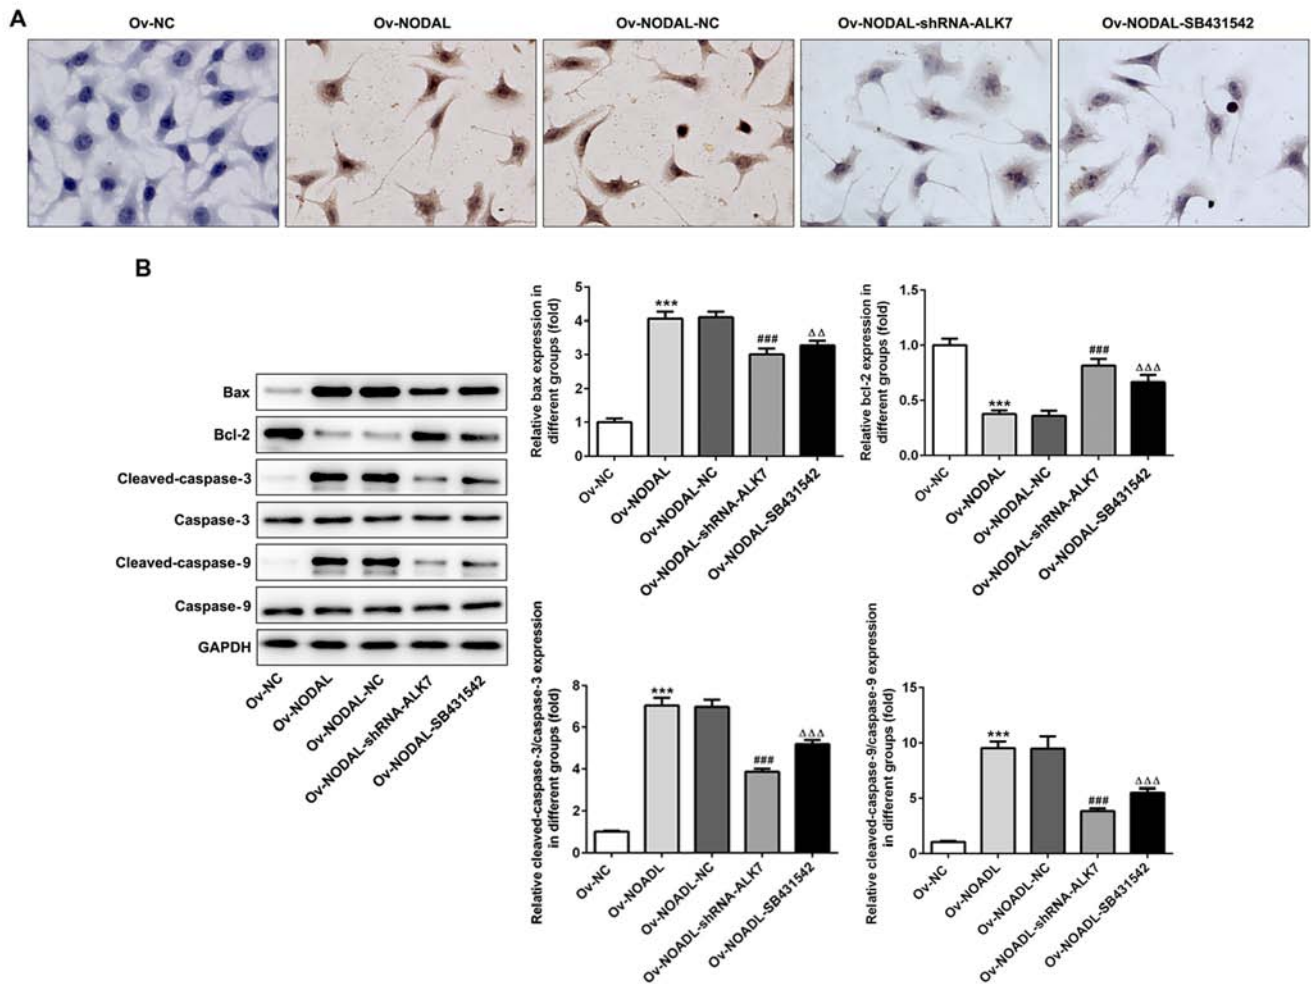 A
Ov-NC
Ov-NODAL
Ov-NODAL-NC
Ov-NODAL-shRNA-ALK7
Ov-NODAL-SB431542
B
Bax
Bcl-2
Cleaved-caspase-3
Caspase-3
Cleaved-caspase-9
Caspase-9
GAPDH
Ov-NC
Ov-NODAL
Ov-NODAL-NC
Ov-NODAL-shRNA-ALK7
Ov-NODAL-SB431542
Relative bax expression in
different groups (fold)
5
4
3
2
1
0
***
###
ΔΔ
Ov-NC
Ov-NODAL
Ov-NODAL-NC
Ov-NODAL-shRNA-ALK7
Ov-NODAL-SB431542
Relative bcl-2 expression in
different groups (fold)
1.5
1.0
0.5
0.0
***
###
ΔΔΔ
Ov-NC
Ov-NODAL
Ov-NODAL-NC
Ov-NODAL-shRNA-ALK7
Ov-NODAL-SB431542
Relative cleaved-caspase-3/caspase-3 expression
in different groups (fold)
8
6
4
2
0
***
###
ΔΔΔ
Ov-NC
Ov-NOADL
Ov-NOADL-NC
Ov-NOADL-shRNA-ALK7
Ov-NOADL-SB431542
Relative cleaved-caspase-9/caspase-9 expression
in different groups (fold)
15
10
5
0
***
###
ΔΔΔ
Ov-NC
Ov-NOADL
Ov-NOADL-NC
Ov-NOADL-shRNA-ALK7
Ov-NOADL-SB431542